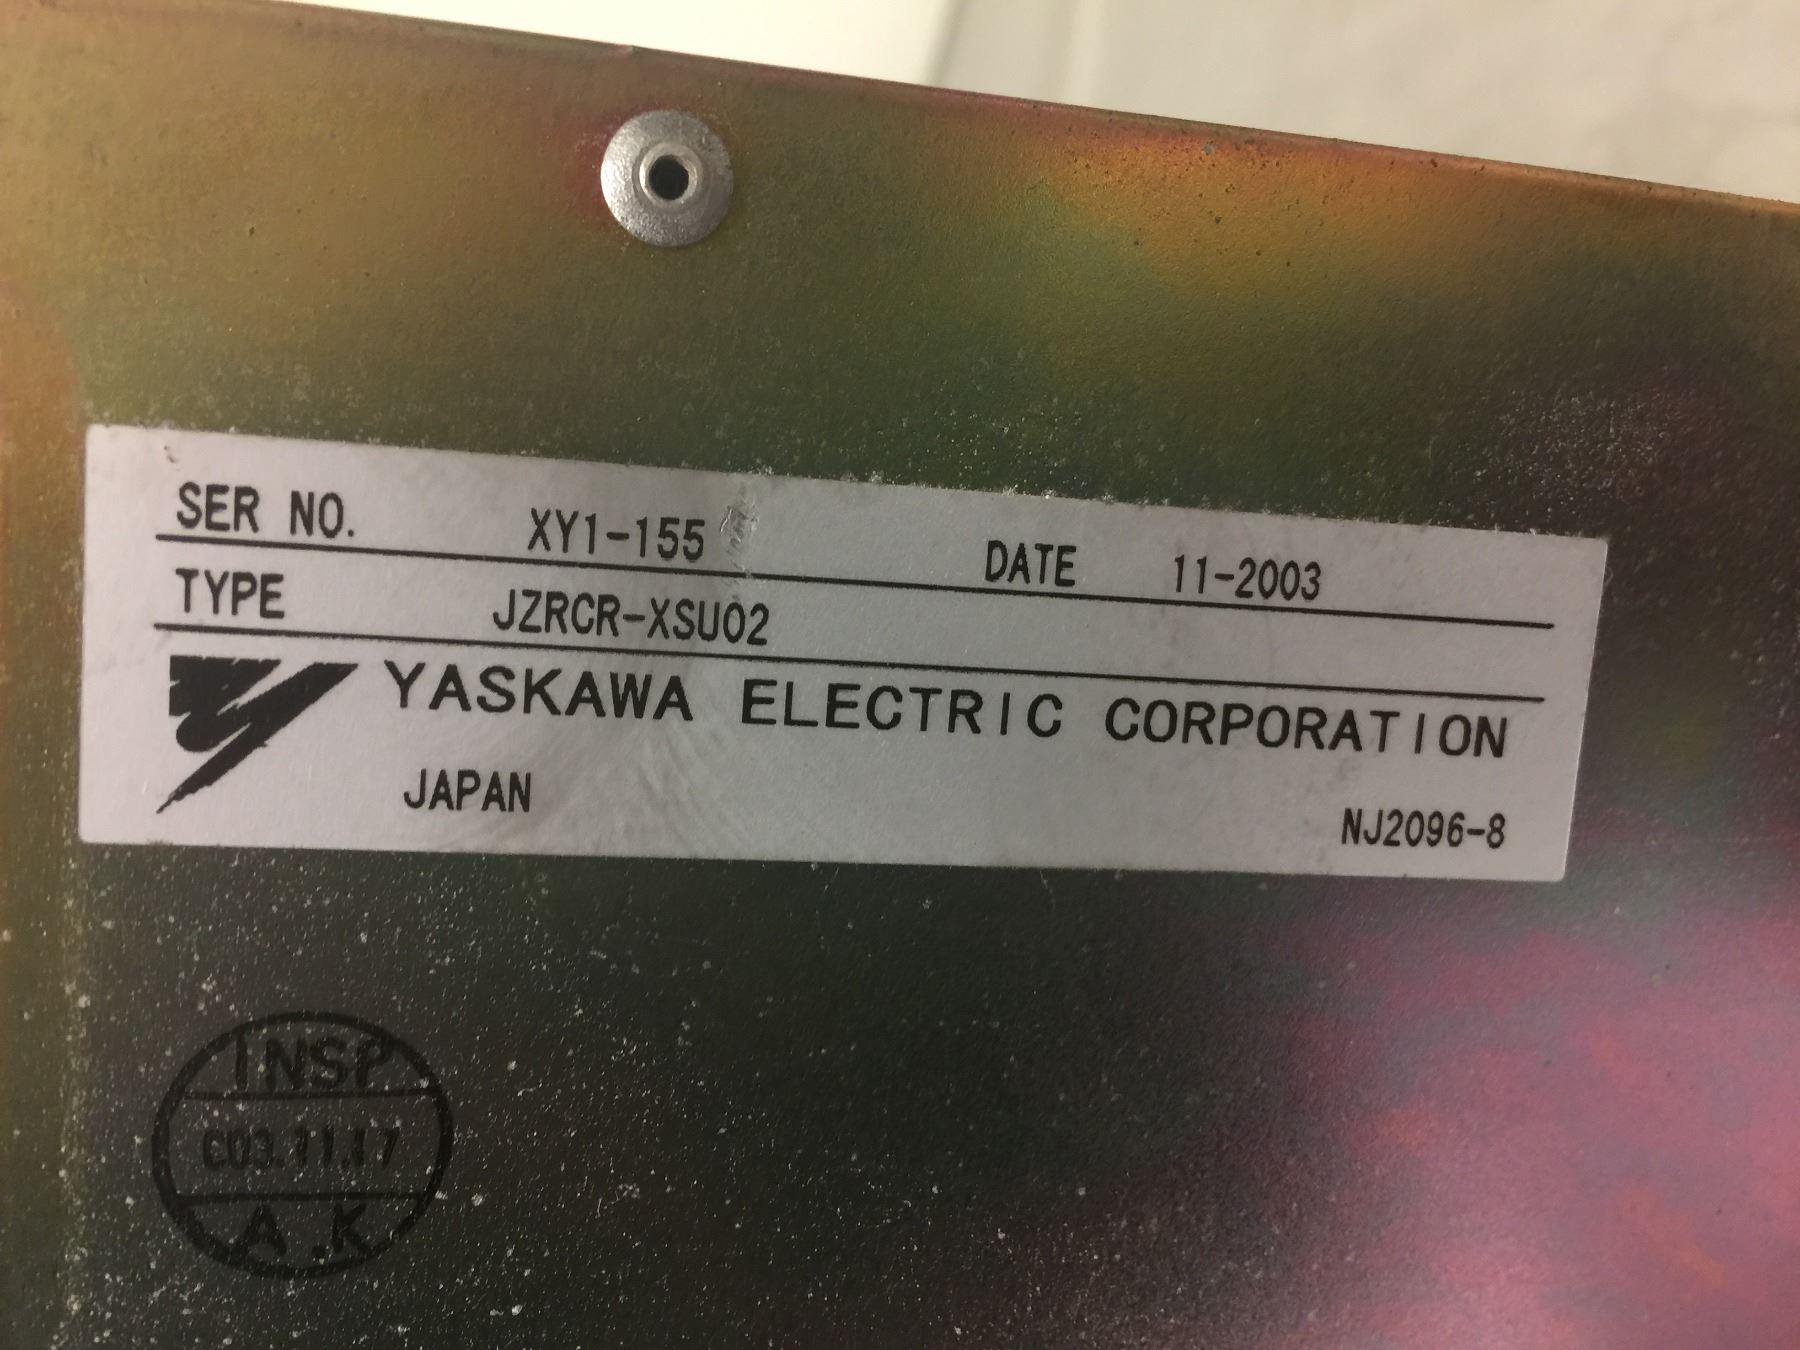 SER NO. XY1-155 DATE 11-2003
TYPE JZRCR-XSU02
YASKAWA ELECTRIC CORPORATION
JAPAN NJ2096-8
INSP
C03.11.17
A.K